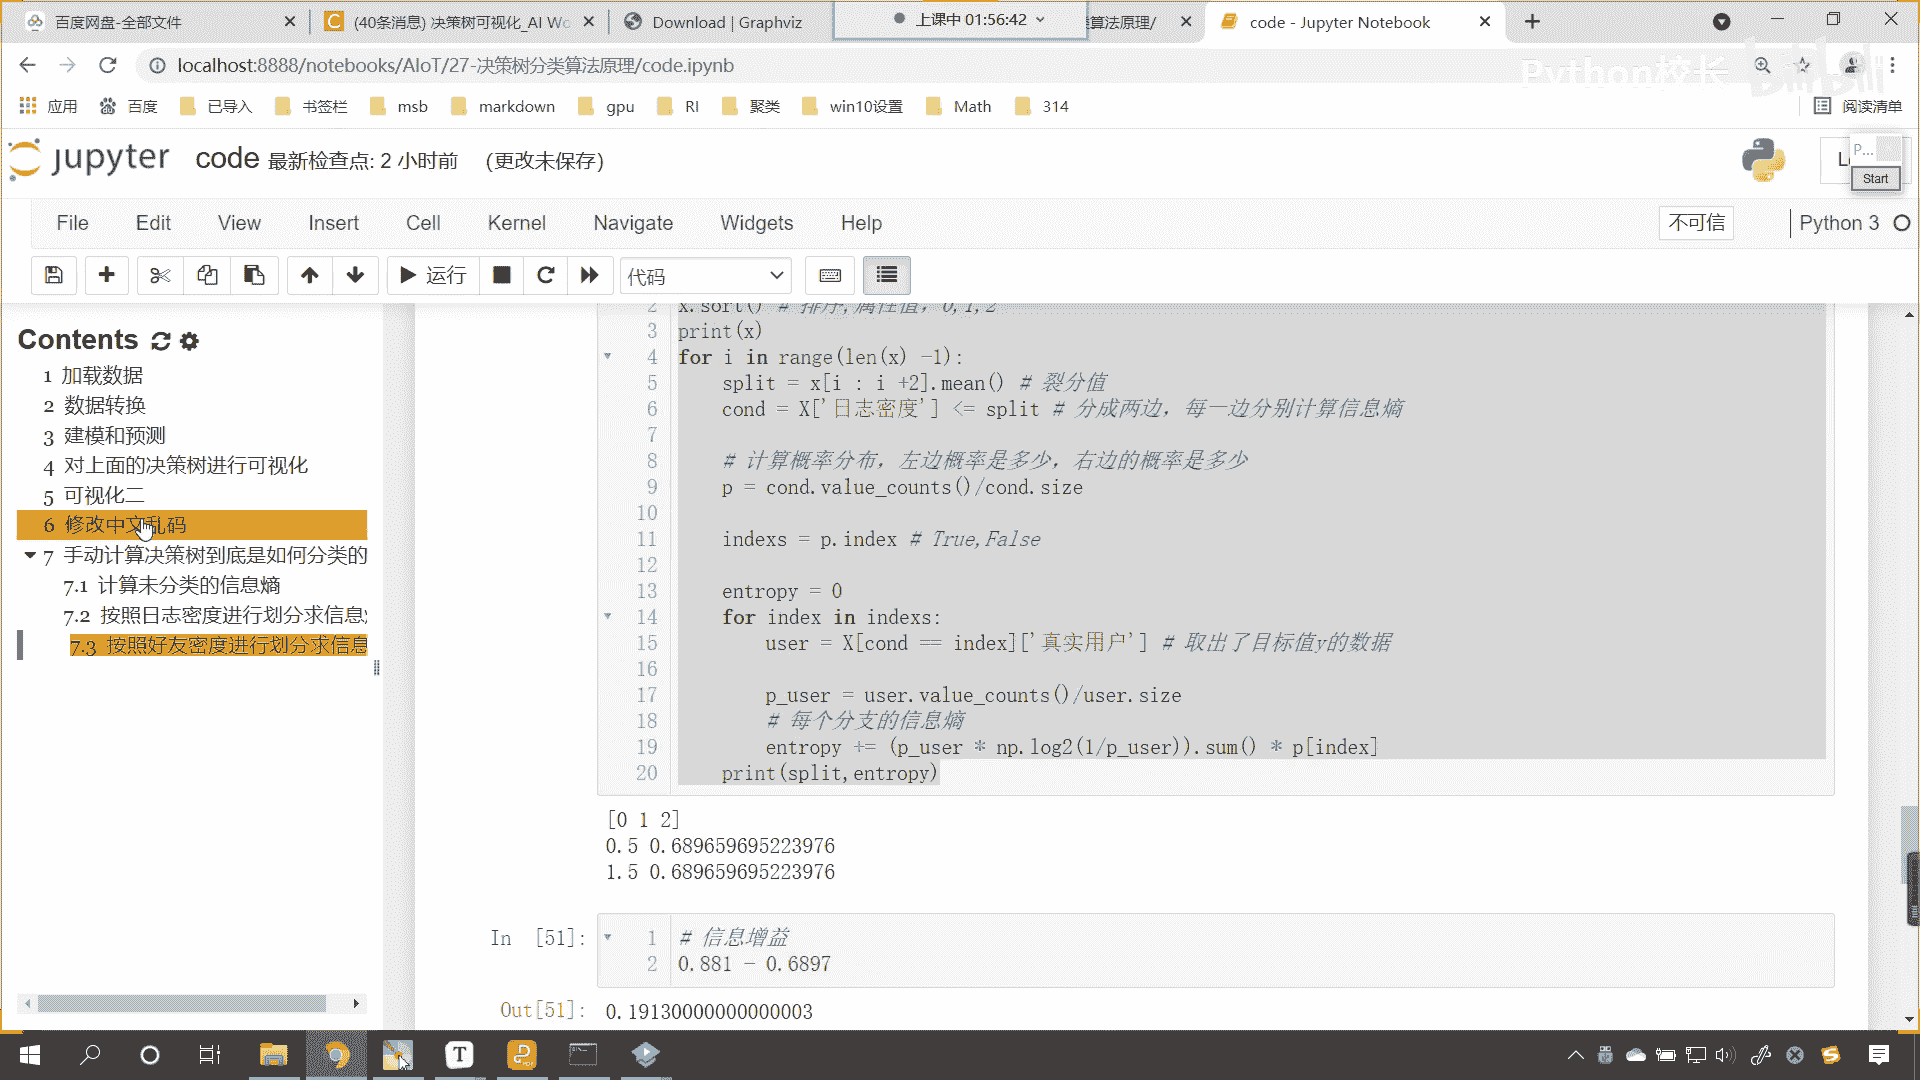 百度网盘-全部文件
(40条消息) 决策树可视化_AI Wo
Download | Graphviz
上课中 01:56:42
算法原理/
code - Jupyter Notebook
localhost:8888/notebooks/AIoT/27-决策树分类算法原理/code.ipynb
Python校长
bilibili
应用
百度
已导入
书签栏
msb
markdown
gpu
RI
聚类
win10设置
Math
314
阅读清单
jupyter
code 最新检查点: 2 小时前 (更改未保存)
P...
Start
File Edit View Insert Cell Kernel Navigate Widgets Help
不可信
Python 3
运行
代码
Contents
1 加载数据
2 数据转换
3 建模和预测
4 对上面的决策树进行可视化
5 可视化二
6 修改中文乱码
7 手动计算决策树到底是如何分类的
7.1 计算未分类的信息熵
7.2 按照日志密度进行划分求信息
7.3 按照好友密度进行划分求信息
2 x.sort() # 排序,属性值，0,1,2
3 print(x)
4 for i in range(len(x) -1):
5 split = x[i : i +2].mean() # 裂分值
6 cond = X['日志密度'] <= split # 分成两边，每一边分别计算信息熵
7
8 # 计算概率分布，左边概率是多少，右边的概率是多少
9 p = cond.value_counts()/cond.size
10
11 indexs = p.index # True,False
12
13 entropy = 0
14 for index in indexs:
15 user = X[cond == index]['真实用户'] # 取出了目标值y的数据
16
17 p_user = user.value_counts()/user.size
18 # 每个分支的信息熵
19 entropy += (p_user * np.log2(1/p_user)).sum() * p[index]
20 print(split,entropy)
[0 1 2]
0.5 0.689659695223976
1.5 0.689659695223976
In [51]:
1 # 信息增益
2 0.881 - 0.6897
Out[51]: 0.19130000000000003